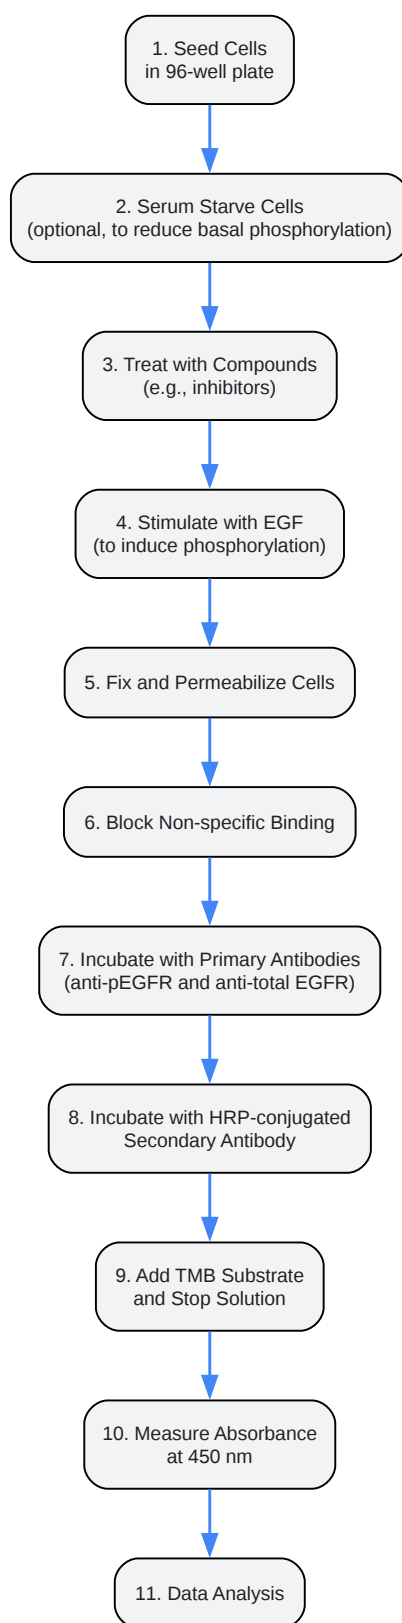 1. Seed Cells
in 96-well plate
2. Serum Starve Cells
(optional, to reduce basal phosphorylation)
3. Treat with Compounds
(e.g., inhibitors)
4. Stimulate with EGF
(to induce phosphorylation)
5. Fix and Permeabilize Cells
6. Block Non-specific Binding
7. Incubate with Primary Antibodies
(anti-pEGFR and anti-total EGFR)
8. Incubate with HRP-conjugated
Secondary Antibody
9. Add TMB Substrate
and Stop Solution
10. Measure Absorbance
at 450 nm
11. Data Analysis